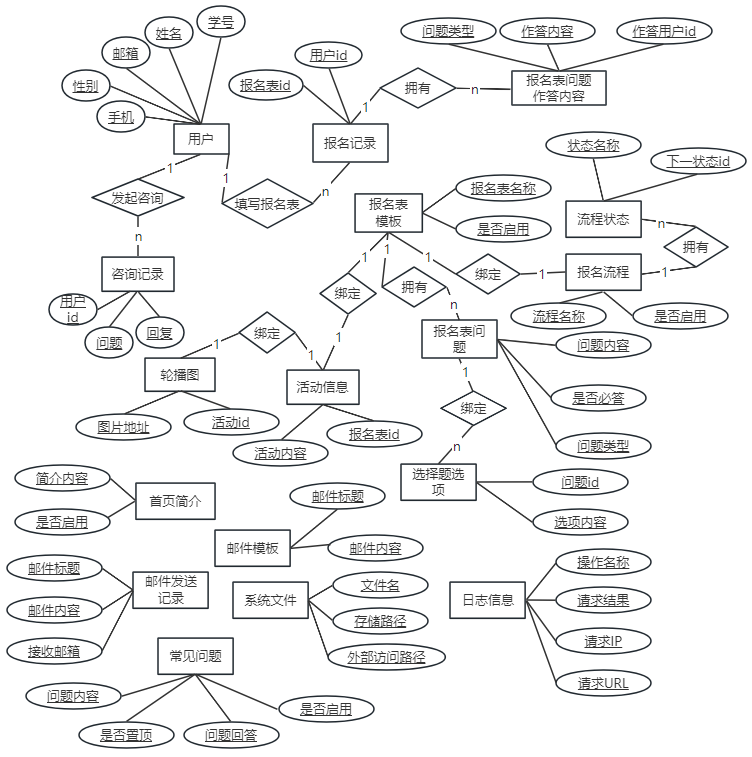 学号
姓名
邮箱
性别
手机
用户
用户id
报名表id
报名记录
1
拥有
n
问题类型
作答内容
作答用户id
报名表问题
作答内容
1
发起咨询
n
咨询记录
用户
id
问题
回复
1
填写报名表
n
报名表
模板
报名表名称
是否启用
状态名称
下一状态id
流程状态
n
拥有
1
报名流程
流程名称
是否启用
1
绑定
1
1
绑定
1
1
拥有
n
报名表问
题
问题内容
是否必答
问题类型
1
绑定
n
选择题选
项
问题id
选项内容
轮播图
1
绑定
1
图片地址
活动id
活动信息
活动内容
报名表id
简介内容
是否启用
首页简介
邮件标题
邮件模板
邮件内容
邮件标题
邮件内容
接收邮箱
邮件发送
记录
系统文件
文件名
存储路径
外部访问路径
日志信息
操作名称
请求结果
请求IP
请求URL
常见问题
问题内容
是否置顶
问题回答
是否启用